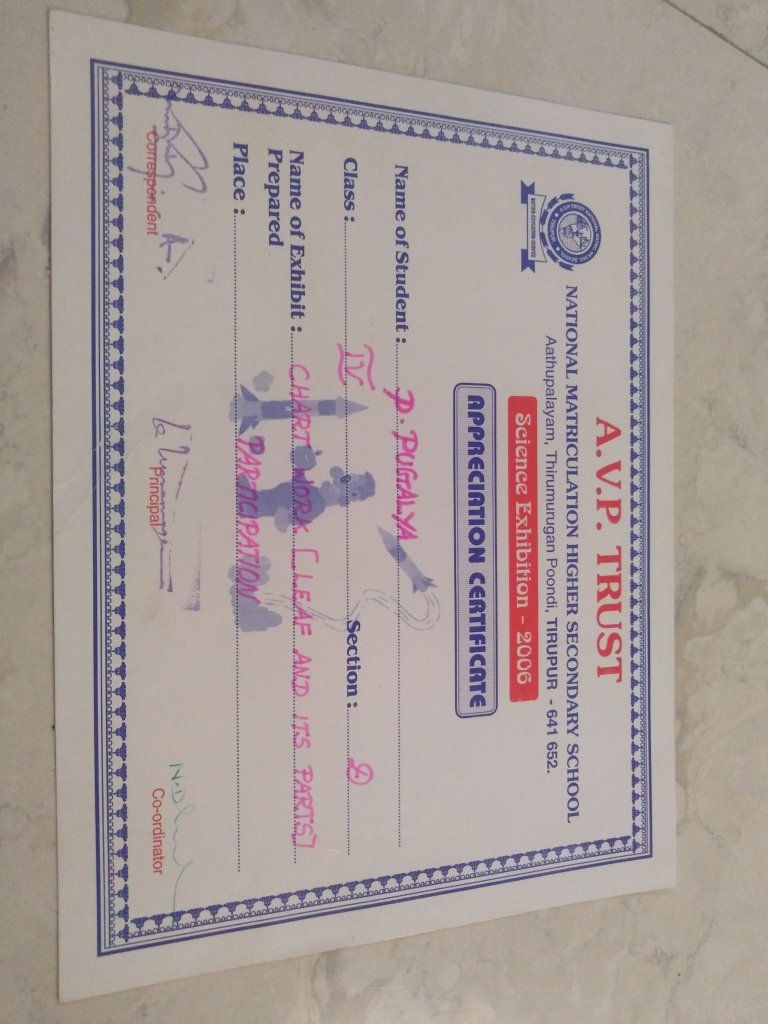 A.V.P. TRUST
NATIONAL MATRICULATION HIGHER SECONDARY SCHOOL
Aathupalayam, Thirumurugan Poondi, TIRUPUR - 641 652.
Science Exhibition - 2006
APPRECIATION CERTIFICATE
Name of Student : P. PUGALYA
Class : IV Section : D
Name of Exhibit : CHART WORK [LEAF AND ITS PARTS]
Prepared
Place : PARTICIPATION
Correspondent Principal Co-ordinator